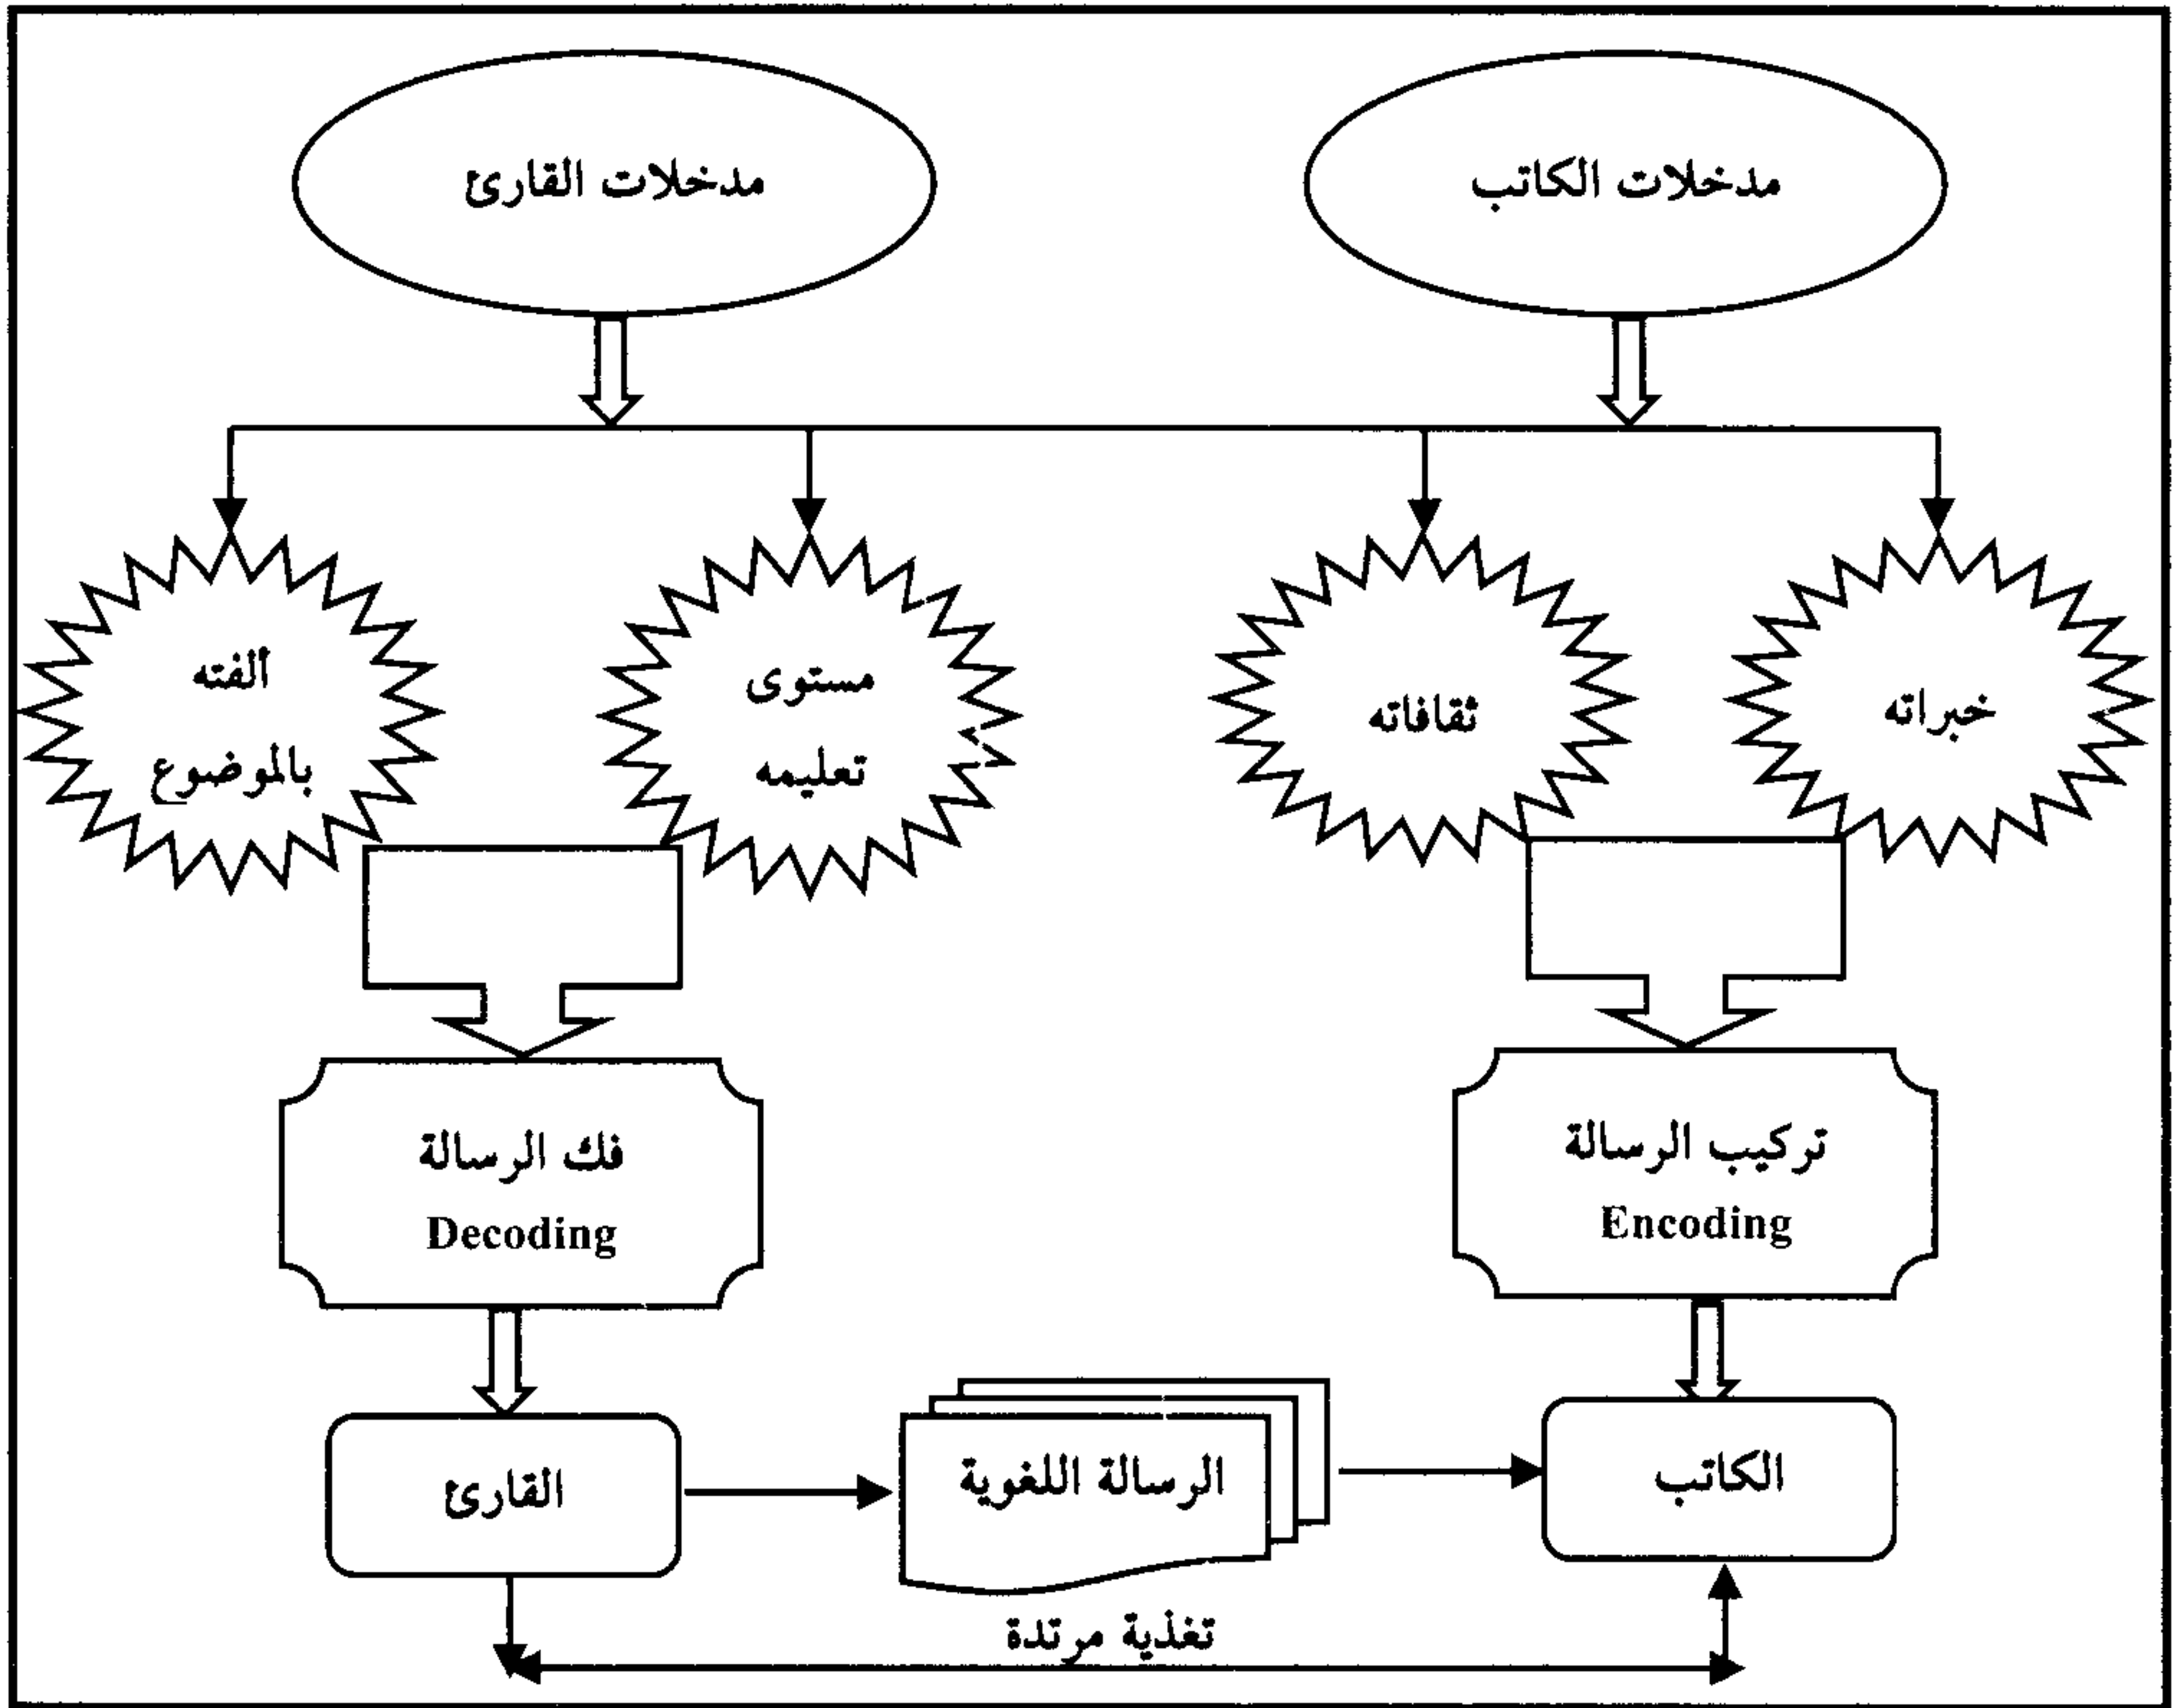 مدخلات الكاتب
مدخلات القارئ
خبراته
ثقافاته
مستوى
تعليمه
الفته
بالموضوع
تركيب الرسالة
Encoding
فك الرسالة
Decoding
الكاتب
الرسالة اللغوية
القارئ
تغذية مرتدة